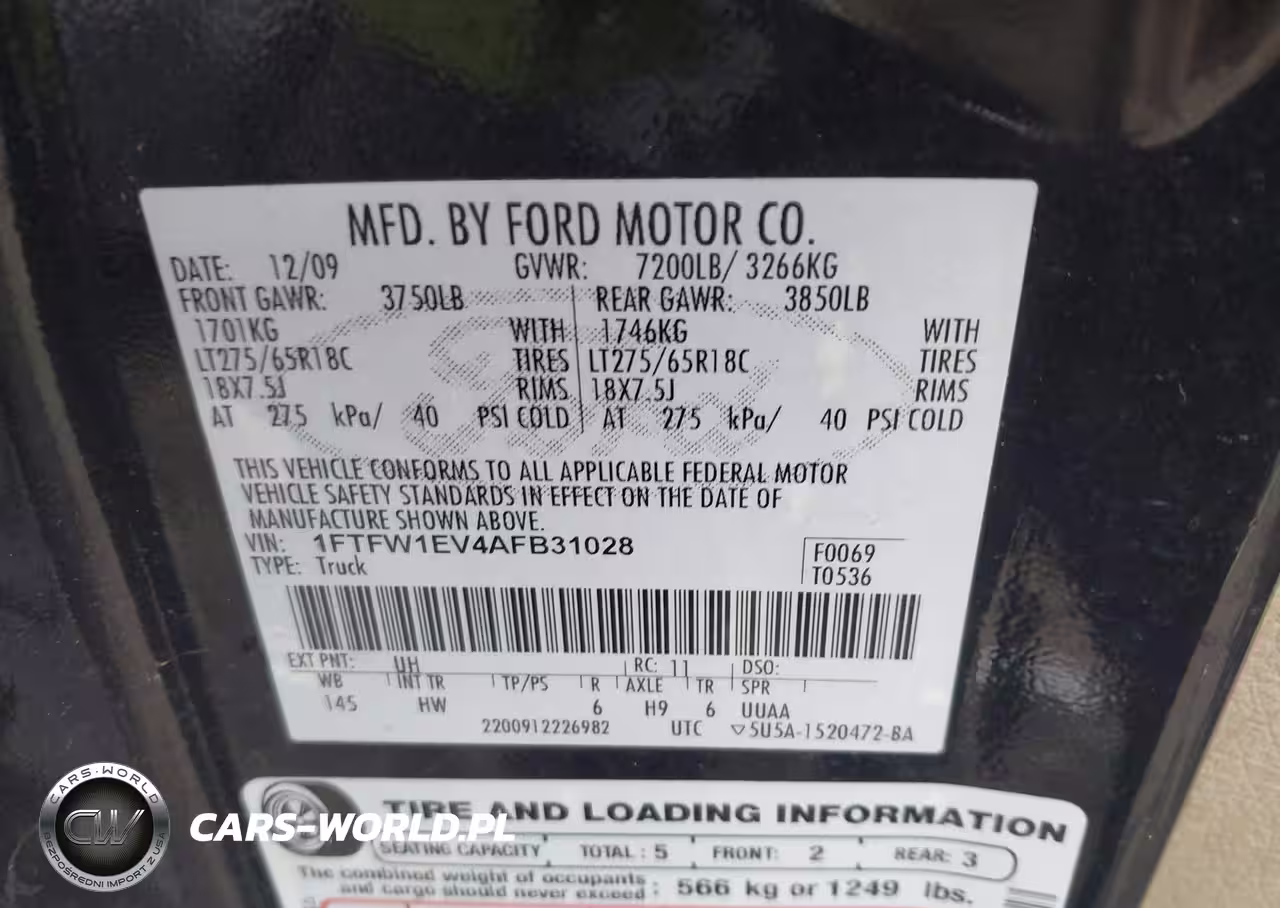 MFD. BY FORD MOTOR CO.
DATE: 12/09 GVWR: 7200LB/ 3266KG
FRONT GAWR: 3750LB REAR GAWR: 3850LB
1701KG WITH 1746KG WITH
LT275/65R18C TIRES LT275/65R18C TIRES
18X7.5J RIMS 18X7.5J RIMS
AT 275 kPa/ 40 PSI COLD AT 275 kPa/ 40 PSI COLD
THIS VEHICLE CONFORMS TO ALL APPLICABLE FEDERAL MOTOR
VEHICLE SAFETY STANDARDS IN EFFECT ON THE DATE OF
MANUFACTURE SHOWN ABOVE.
VIN: 1FTFW1EV4AFB31028
F0069
TYPE: Truck
T0536
EXT PNT: UH RC: 11 DSO:
WB INT TR TP/PS R AXLE TR SPR
145 HW 6 H9 6 UUAA
2200912226982 UTC ▽5U5A-1520472-BA
TIRE AND LOADING INFORMATION
SEATING CAPACITY TOTAL : 5 FRONT: 2 REAR: 3
The combined weight of occupants
and cargo should never exceed : 566 kg or 1249 lbs.
CARS-WORLD
CW
BEZPOŚREDNI IMPORT Z USA
CARS-WORLD.PL